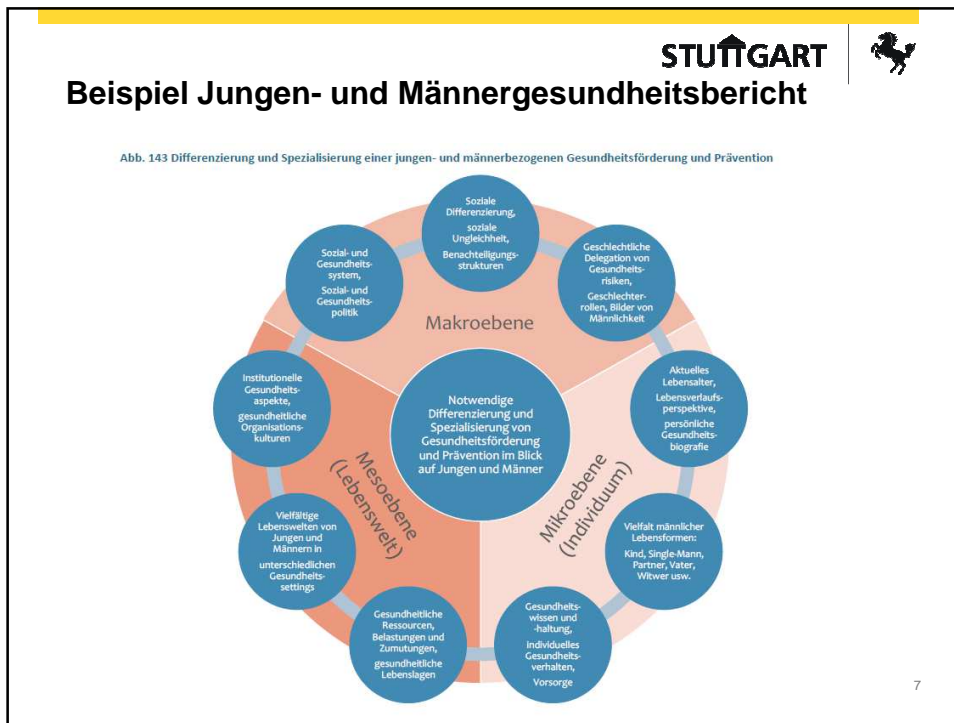 STUTTGART
Beispiel Jungen- und Männergesundheitsbericht
Abb. 143 Differenzierung und Spezialisierung einer jungen- und männerbezogenen Gesundheitsförderung und Prävention
Soziale
Differenzierung,
soziale
Ungleichheit,
Benachteiligungs-
strukturen
Geschlechtliche
Delegation von
Gesundheits-
risiken,
Geschlechter-
rollen, Bilder von
Männlichkeit
Aktuelles
Lebensalter,
Lebensverlaufs-
perspektive,
persönliche
Gesundheits-
biografie
Vielfalt männlicher
Lebensformen:
Kind, Single-Mann,
Partner, Vater,
Witwer usw.
Gesundheits-
wissen und
-haltung,
Individuelles
Gesundheits-
verhalten,
Vorsorge
Gesundheitliche
Ressourcen,
Belastungen und
Zumutungen,
gesundheitliche
Lebenslagen
Vielfältige
Lebenswelten von
Jungen und
Männern in
unterschiedlichen
Gesundheits-
settings
Institutionelle
Gesundheits-
aspekte,
gesundheitliche
Organisations-
kulturen
Sozial- und
Gesundheits-
system,
Sozial- und
Gesundheits-
politik
Makroebene
Mesoebene
(Lebenswelt)
Mikroebene
(Individuum)
Notwendige
Differenzierung und
Spezialisierung von
Gesundheitsförderung
und Prävention im Blick
auf Jungen und Männer
7